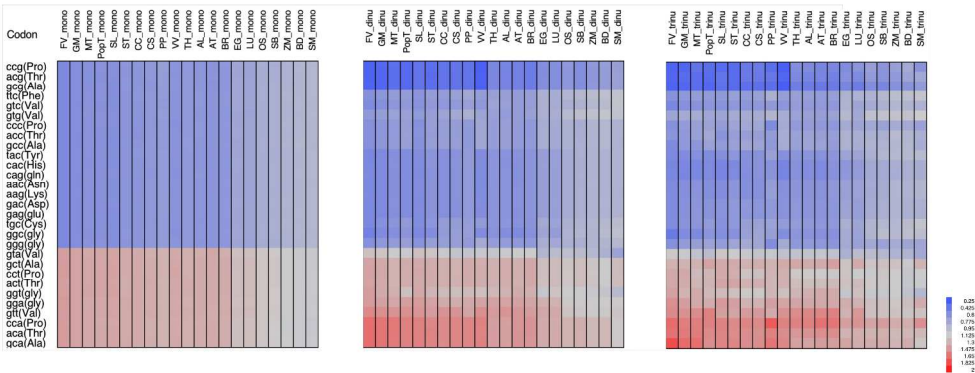 FV_mono GM_mono MT_mono PopT_mono SL_mono ST_mono CC_mono CS_mono PP_mono VV_mono TH_mono AL_mono AT_mono BR_mono EG_mono LU_mono OS_mono SB_mono ZM_mono BD_mono SM_mono
FV_dinu GM_dinu MT_dinu PopT_dinu SL_dinu ST_dinu CC_dinu CS_dinu PP_dinu VV_dinu TH_dinu AL_dinu AT_dinu BR_dinu EG_dinu LU_dinu OS_dinu SB_dinu ZM_dinu BD_dinu SM_dinu
FV_trinu GM_trinu MT_trinu PopT_trinu SL_trinu ST_trinu CC_trinu CS_trinu PP_trinu VV_trinu TH_trinu AL_trinu AT_trinu BR_trinu EG_trinu LU_trinu OS_trinu SB_trinu ZM_trinu BD_trinu SM_trinu
Codon
ccg(Pro)
acg(Thr)
gcg(Ala)
ttc(Phe)
gtc(Val)
gtg(Val)
ccc(Pro)
acc(Thr)
gcc(Ala)
tac(Tyr)
cac(His)
cag(gln)
aac(Asn)
aag(Lys)
gac(Asp)
gag(glu)
tgc(Cys)
ggc(gly)
ggg(gly)
gta(Val)
gct(Ala)
cct(Pro)
act(Thr)
ggt(gly)
gga(gly)
gtt(Val)
cca(Pro)
aca(Thr)
gca(Ala)
0.25
0.425
0.6
0.775
0.95
1.125
1.3
1.475
1.65
1.825
2